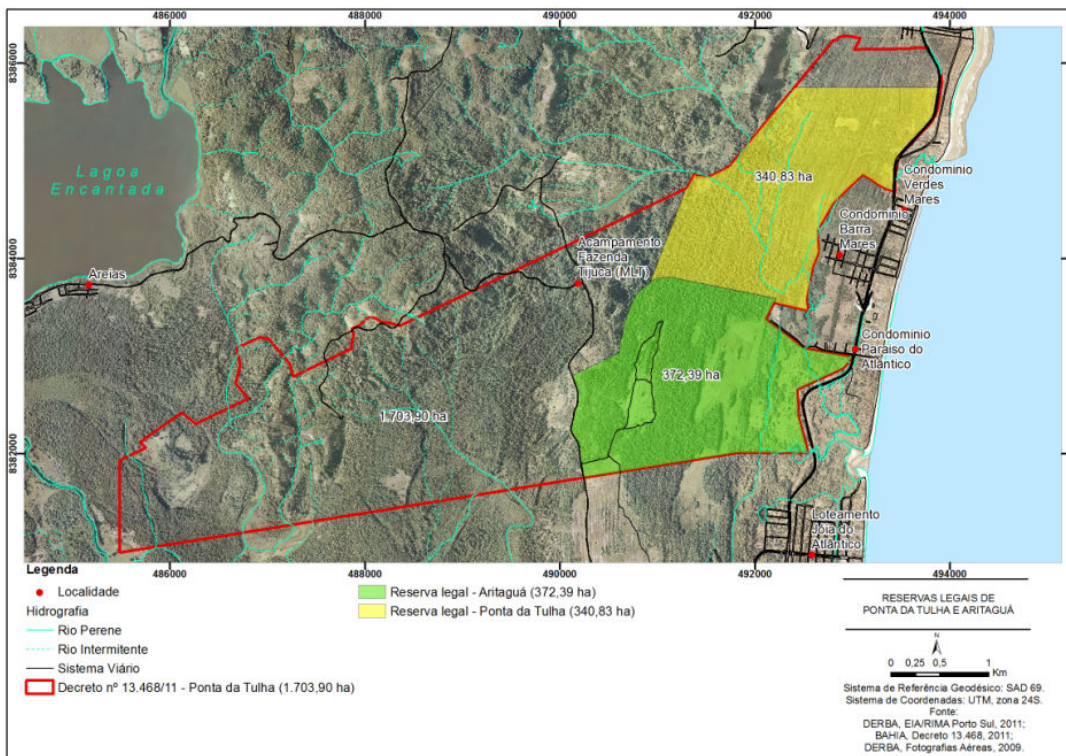 486000
488000
490000
492000
494000
8386000
8384000
8382000
8386000
8384000
8382000
Lagoa
Encantada
Areias
Acampamento
Fazenda
Tijuca (MLT)
340,83 ha
Condominio
Verdes
Mares
Condominio
Barra
Mares
Condominio
Paraiso do
Atlântico
372,39 ha
1.703,90 ha
Loteamento
Jóia do
Atlântico
486000
488000
490000
492000
494000
Legenda
Localidade
Hidrografia
Rio Perene
Rio Intermitente
Sistema Viário
Decreto nº 13.468/11 - Ponta da Tulha (1.703,90 ha)
Reserva legal - Aritaguá (372,39 ha)
Reserva legal - Ponta da Tulha (340,83 ha)
RESERVAS LEGAIS DE
PONTA DA TULHA E ARITAGUÁ
N
0 0,25 0,5 1
Km
Sistema de Referência Geodésico: SAD 69.
Sistema de Coordenadas: UTM, zona 24S.
Fonte:
DERBA, EIA/RIMA Porto Sul, 2011;
BAHIA, Decreto 13.468, 2011;
DERBA, Fotografias Aéreas, 2009.